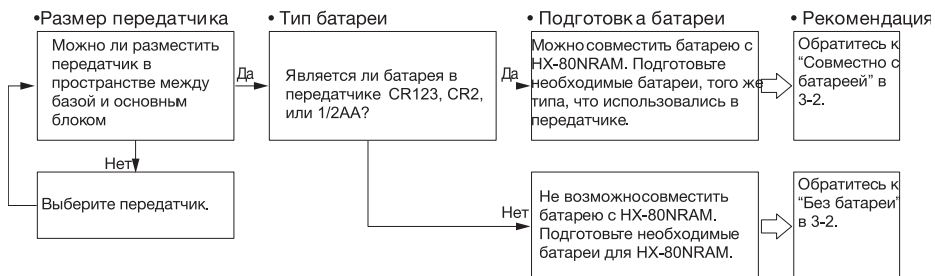 •Размер передатчика
Можно ли разместить
передатчик в
пространстве между
базой и основным
блоком
Да
Нет
Выберите передатчик.
• Тип батареи
Является ли батарея в
передатчике CR123, CR2,
или 1/2AA?
Да
Нет
• Подготовка батареи
Можно совместить батарею с
HX-80NRAM. Подготовьте
необходимые батареи, того же
типа, что использовались в
передатчике.
Не возможносовместить
батарею с HX-80NRAM.
Подготовьте необходимые
батареи для HX-80NRAM.
• Рекомендация
Обратитесь к
“Совместно с
батареей” в
3-2.
Обратитесь к
“Без батареи”
в 3-2.